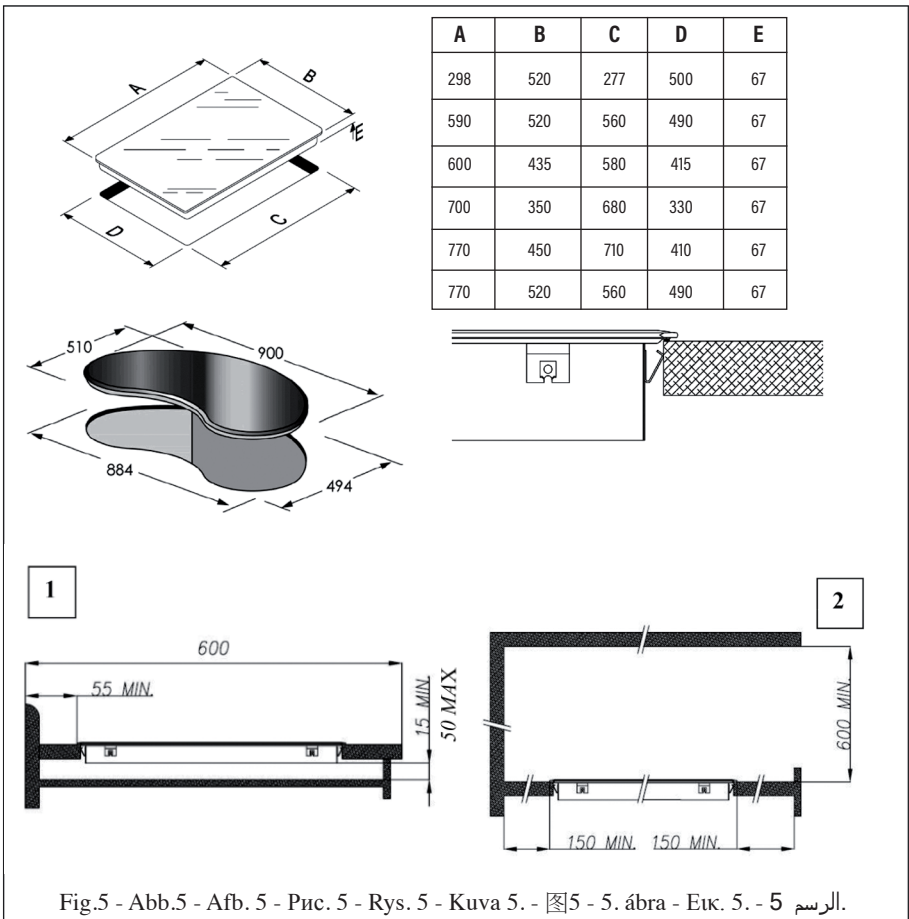 A B C D E
298 520 277 500 67
590 520 560 490 67
600 435 580 415 67
700 350 680 330 67
770 450 710 410 67
770 520 560 490 67
A
B
E
D
C
510
900
884
494
1
600
55 MIN.
15 MIN.
50 MAX
2
600 MIN.
150 MIN. 150 MIN.
Fig.5 - Abb.5 - Afb. 5 - Рис. 5 - Rys. 5 - Kuva 5. - 图5 - 5. ábra - Εικ. 5. - الرسم 5.